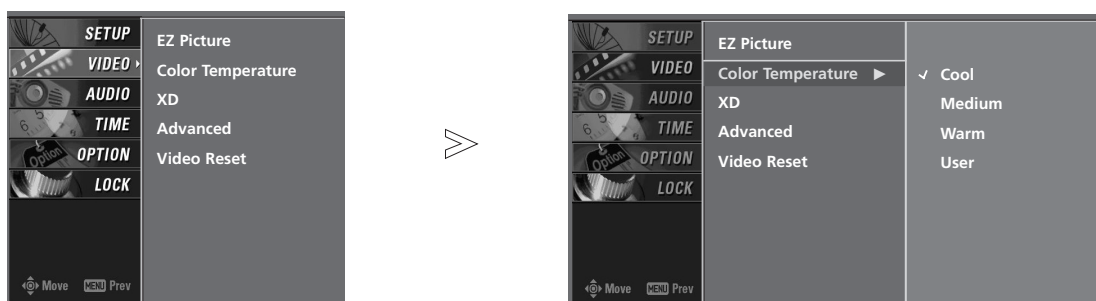 SETUP
VIDEO
AUDIO
TIME
OPTION
LOCK
EZ Picture
Color Temperature
XD
Advanced
Video Reset
Move MENU Prev
SETUP
VIDEO
AUDIO
TIME
OPTION
LOCK
EZ Picture
Color Temperature ▶
XD
Advanced
Video Reset
✓ Cool
Medium
Warm
User
Move MENU Prev